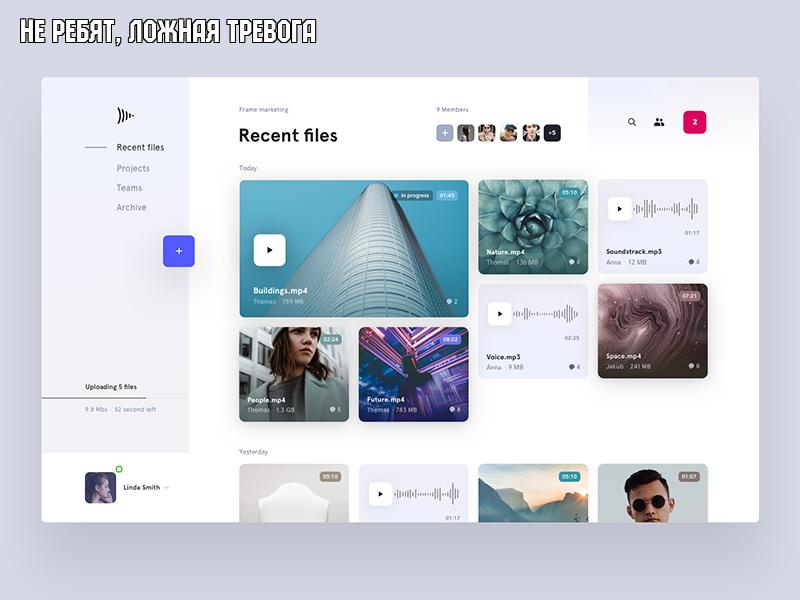 НЕ РЕБЯТ, ЛОЖНАЯ ТРЕВОГА
Frame marketing
9 Members
Recent files
+5
2
Recent files
Projects
Teams
Archive
Today
in progress
01:45
Buildings.mp4
Thomas · 759 MB
2
05:10
Nature.mp4
Thomas · 136 MB
8
01:17
Soundstrack.mp3
Anna · 12 MB
4
02:24
People.mp4
Thomas · 1.3 GB
5
08:02
Future.mp4
Thomas · 783 MB
8
02:35
Voice.mp3
Anna · 9 MB
4
07:21
Space.mp4
Jakub · 241 MB
8
Uploading 5 files
9.8 Mbs · 52 second left
Linda Smith
Yesterday
05:10
01:17
05:10
01:07